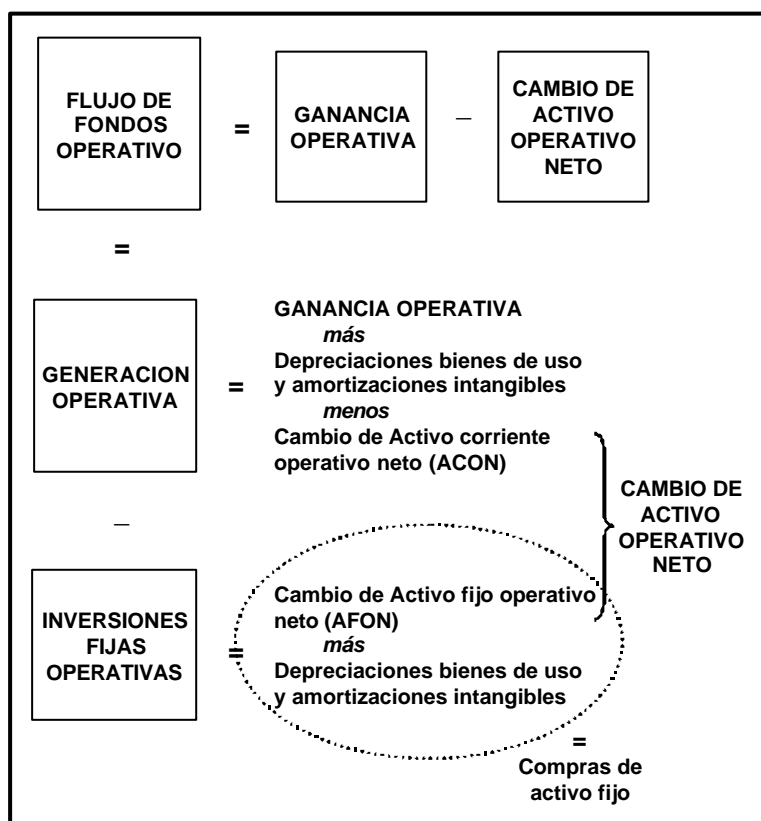 FLUJO DE
FONDOS
OPERATIVO
=
GANANCIA
OPERATIVA
–
CAMBIO DE
ACTIVO
OPERATIVO
NETO
=
GENERACION
OPERATIVA
=
GANANCIA OPERATIVA
más
Depreciaciones bienes de uso
y amortizaciones intangibles
menos
Cambio de Activo corriente
operativo neto (ACON)
CAMBIO DE
ACTIVO
OPERATIVO
NETO
–
INVERSIONES
FIJAS
OPERATIVAS
=
Cambio de Activo fijo operativo
neto (AFON)
más
Depreciaciones bienes de uso
y amortizaciones intangibles
=
Compras de
activo fijo